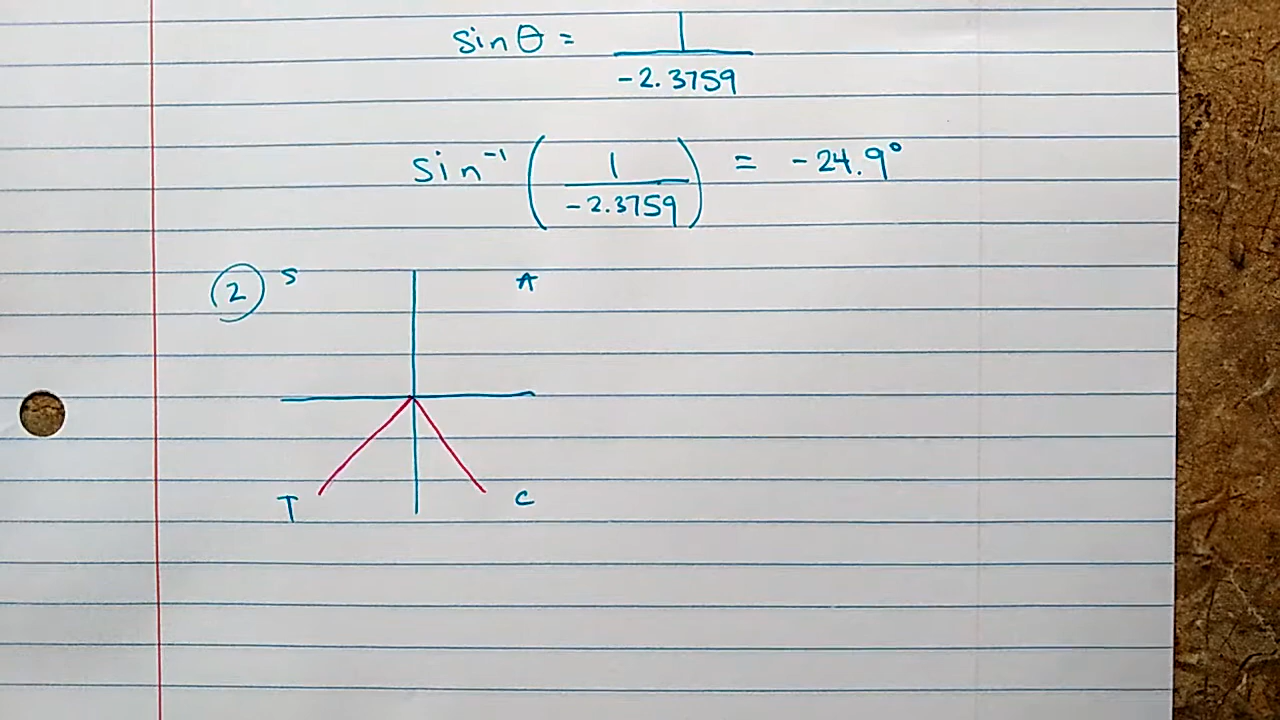 sin θ = 1/-2.3759
sin⁻¹ (1/-2.3759) = -24.9°
② S A
T C